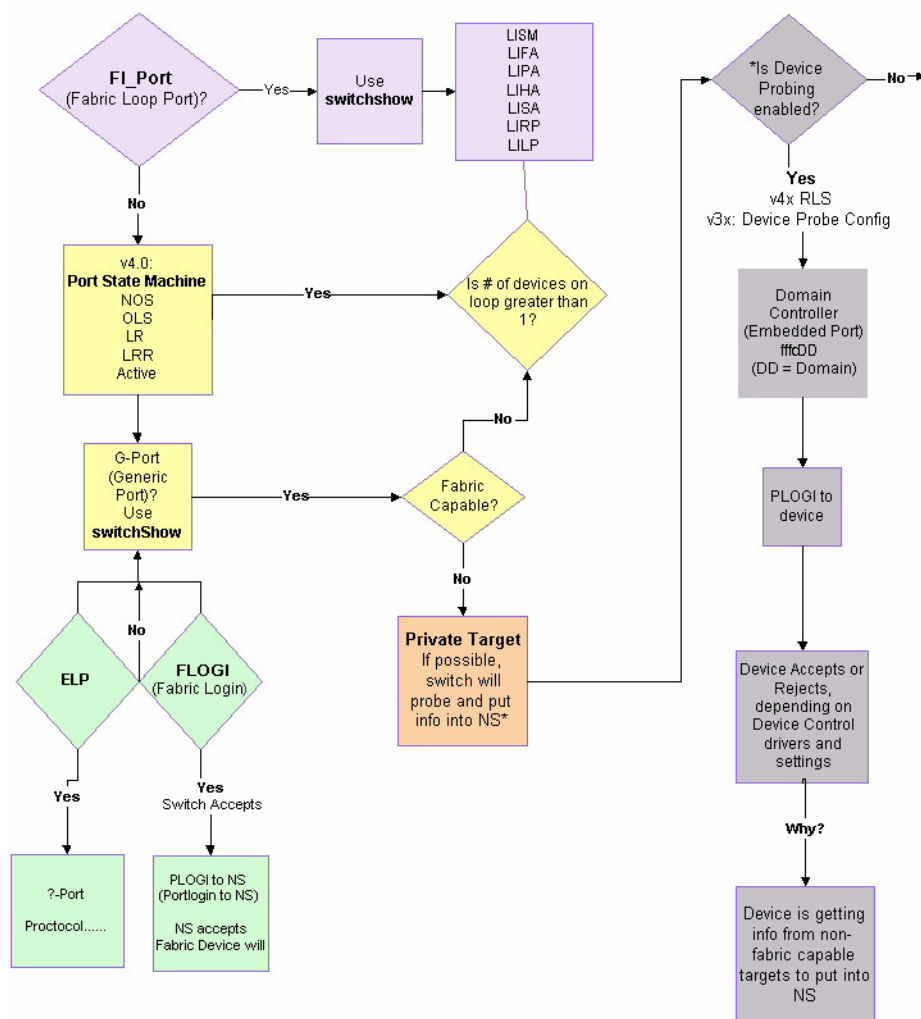 FI_Port
(Fabric Loop Port)?
Yes
Use
switchshow
LISM
LIFA
LIPA
LIHA
LISA
LIRP
LILP
*Is Device
Probing
enabled?
No
No
Yes
v4x RLS
v3x: Device Probe Config
v4.0:
Port State Machine
NOS
OLS
LR
LRR
Active
Yes
Is # of devices on
loop greater than
1?
Domain
Controller
(Embedded Port)
fffcDD
(DD = Domain)
No
G-Port
(Generic
Port)?
Use
switchShow
Yes
Fabric
Capable?
PLOGI to
device
No
No
ELP
FLOGI
(Fabric Login)
Private Target
If possible,
switch will
probe and put
info into NS*
Device Accepts or
Rejects,
depending on
Device Control
drivers and
settings
Yes
Yes
Switch Accepts
Why?
?-Port
Proctocol......
PLOGI to NS
(Portlogin to NS)
NS accepts
Fabric Device will
Device is getting
info from non-
fabric capable
targets to put into
NS